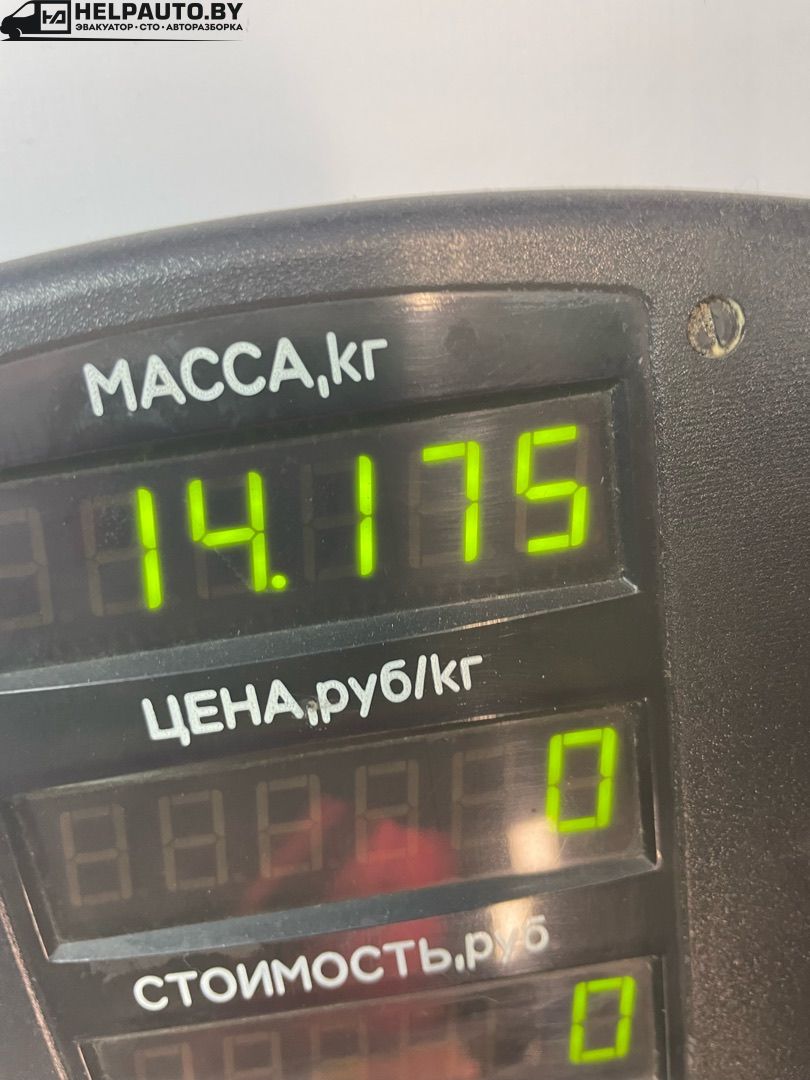 HELPAUTO.BY
ЭВАКУАТОР • СТО • АВТОРАЗБОРКА
МАССА,кг
14.175
ЦЕНА,руб/кг
0
СТОИМОСТЬ,руб
0